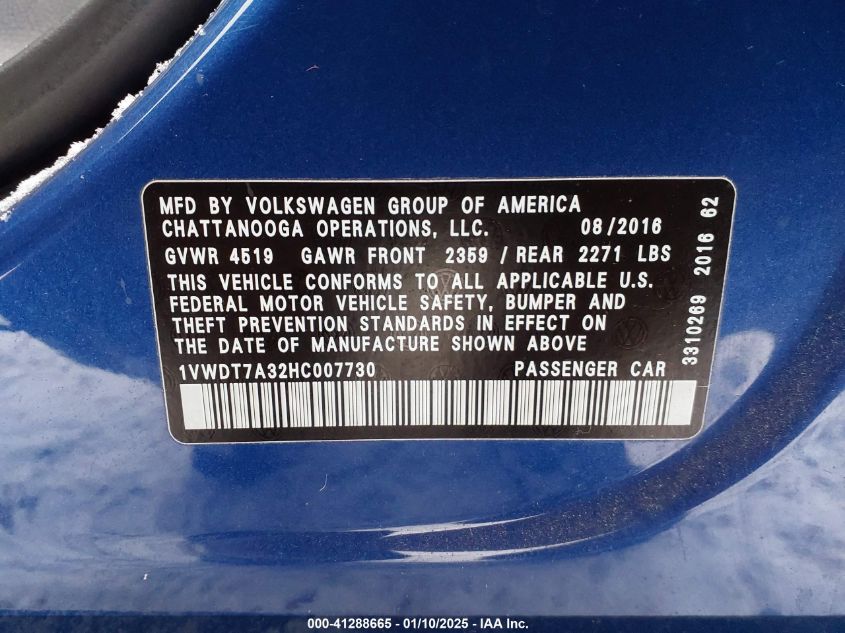 MFD BY VOLKSWAGEN GROUP OF AMERICA
CHATTANOOGA OPERATIONS, LLC. 08/2016
GVWR 4519 GAWR FRONT 2359 / REAR 2271 LBS
THIS VEHICLE CONFORMS TO ALL APPLICABLE U.S.
FEDERAL MOTOR VEHICLE SAFETY, BUMPER AND
THEFT PREVENTION STANDARDS IN EFFECT ON
THE DATE OF MANUFACTURE SHOWN ABOVE
1VWDT7A32HC007730 PASSENGER CAR
3310269 2016 62
000-41288665 - 01/10/2025 - IAA Inc.